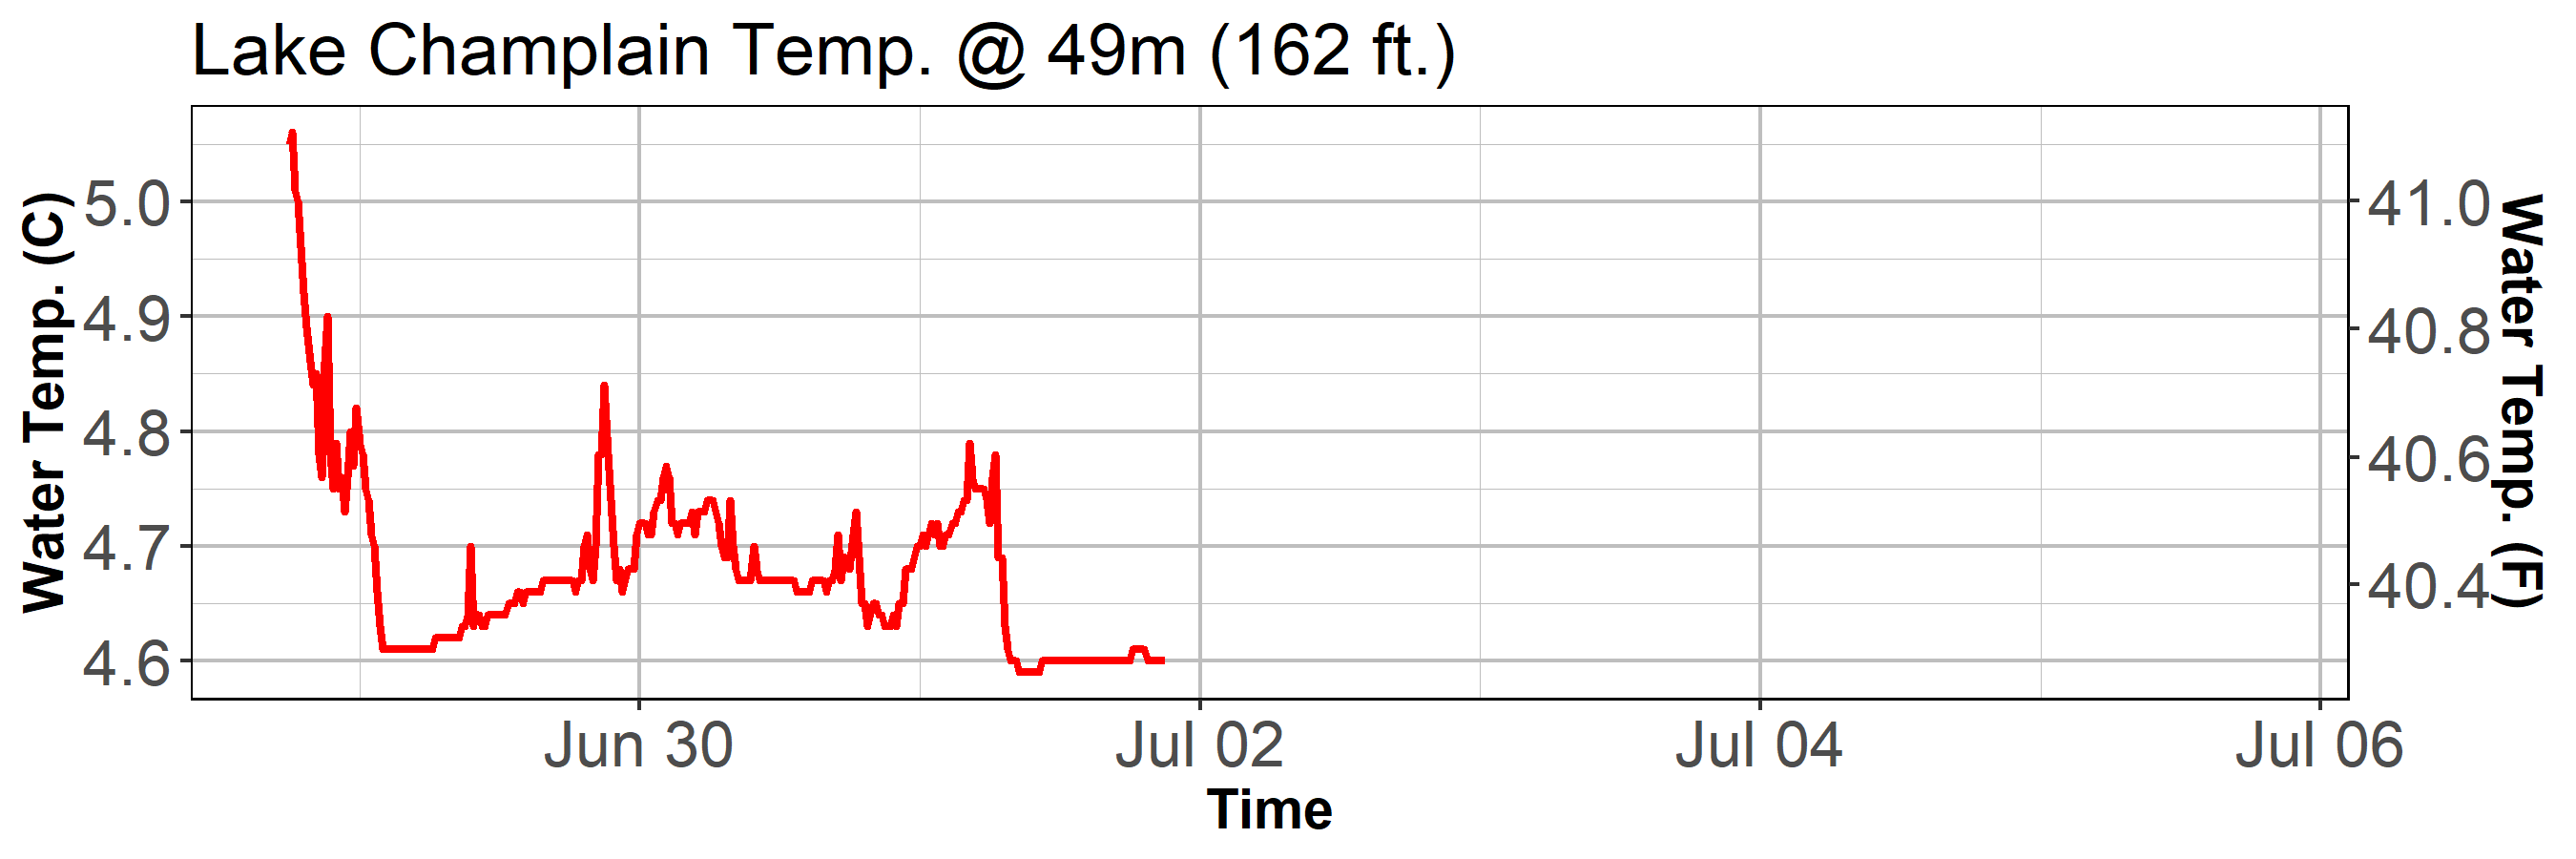 Lake Champlain Temp. @ 49m (162 ft.)
Water Temp. (C)
5.0
4.9
4.8
4.7
4.6
41.0
40.8
40.6
40.4
Water Temp. (F)
Jun 30
Jul 02
Jul 04
Jul 06
Time